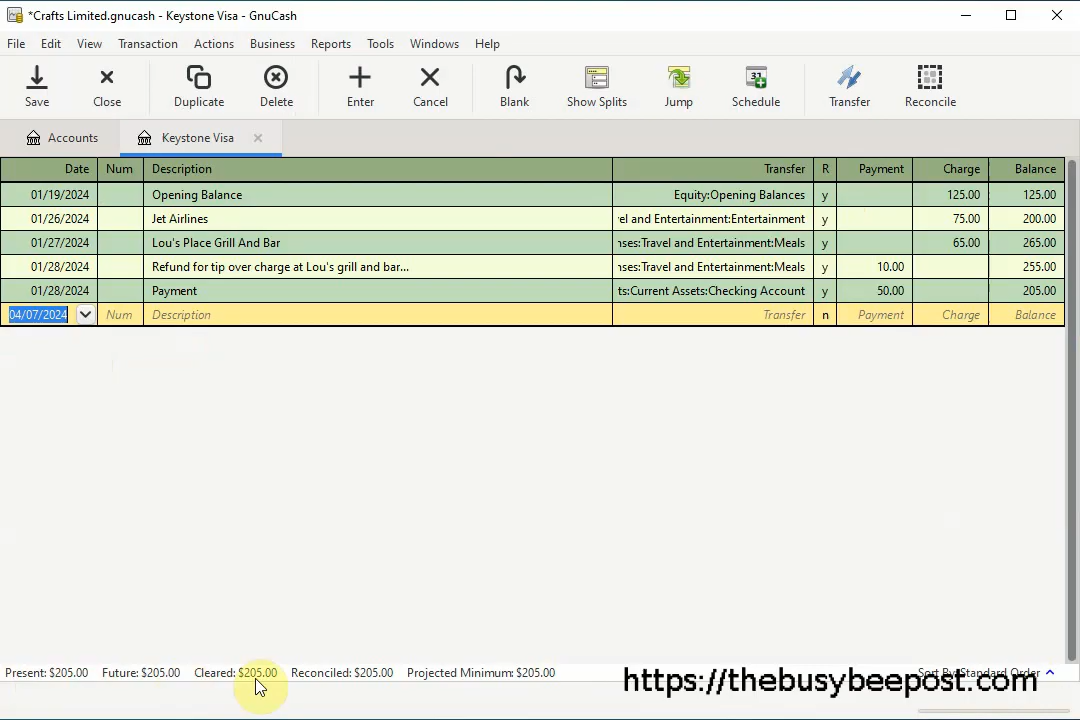 *Crafts Limited.gnucash - Keystone Visa - GnuCash
File Edit View Transaction Actions Business Reports Tools Windows Help
Save Close Duplicate Delete Enter Cancel Blank Show Splits Jump Schedule Transfer Reconcile
Accounts Keystone Visa
Date Num Description Transfer R Payment Charge Balance
01/19/2024 Opening Balance Equity:Opening Balances y 125.00 125.00
01/26/2024 Jet Airlines el and Entertainment:Entertainment y 75.00 200.00
01/27/2024 Lou's Place Grill And Bar nses:Travel and Entertainment:Meals y 65.00 265.00
01/28/2024 Refund for tip over charge at Lou's grill and bar... nses:Travel and Entertainment:Meals y 10.00 255.00
01/28/2024 Payment ts:Current Assets:Checking Account y 50.00 205.00
04/07/2024 Num Description Transfer n Payment Charge Balance
Present: $205.00 Future: $205.00 Cleared: $205.00 Reconciled: $205.00 Projected Minimum: $205.00 Sort By: Standard Order
https://thebusybeepost.com